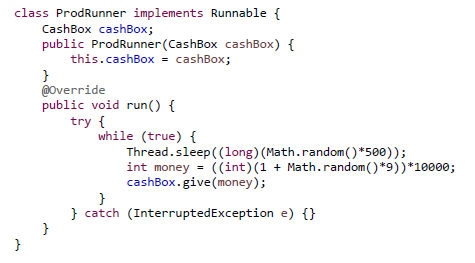 class ProdRunner implements Runnable {
    CashBox cashBox;
    public ProdRunner(CashBox cashBox) {
        this.cashBox = cashBox;
    }
    @Override
    public void run() {
        try {
            while (true) {
                Thread.sleep((long)(Math.random()*500));
                int money = ((int)(1 + Math.random()*9))*10000;
                cashBox.give(money);
            }
        } catch (InterruptedException e) {}
    }
}